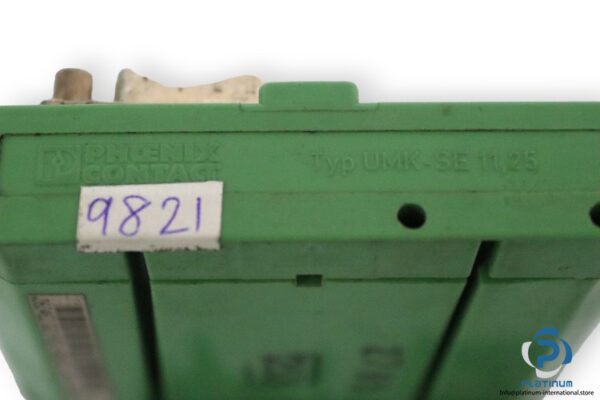 PHOENIX
CONTACT
Typ UMK-SE 11,25
9821
PLATINUM
Info@platinum-international.store